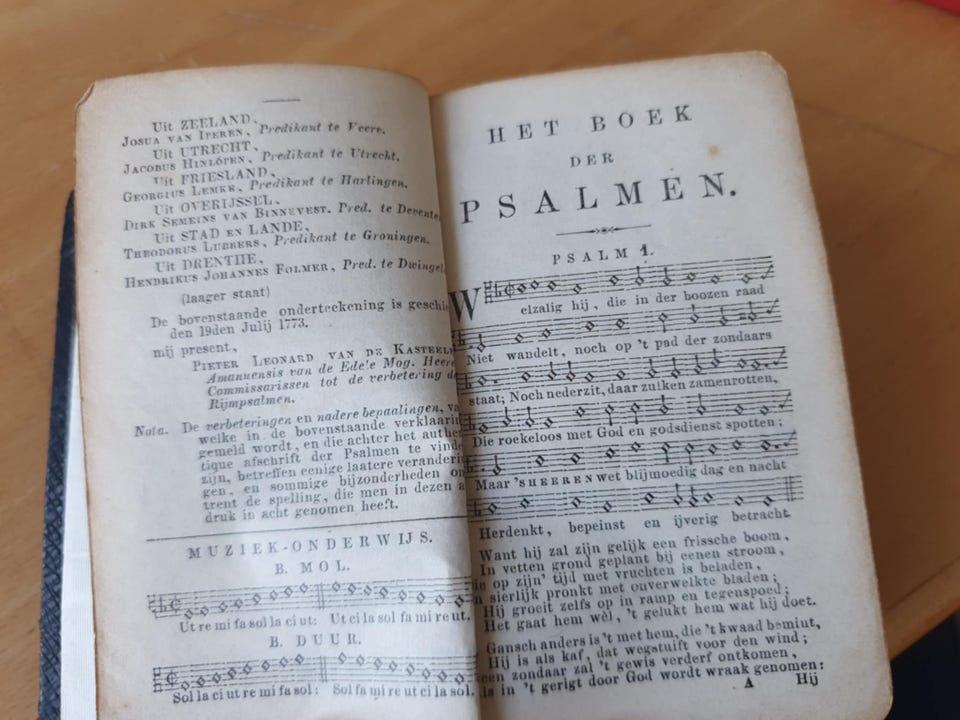 Uit ZEELAND,
JOSUA VAN IPEREN, Predikant te Veere.
Uit UTRECHT,
JACOBUS HINLÓPEN, Predikant te Utrecht.
Uit FRIESLAND,
GEORGIUS LEMKE, Predikant te Harlingen.
Uit OVERIJSSEL,
DIRK SEMEINS VAN BINNEVEST. Pred. te Devente
Uit STAD EN LANDE,
THEODORUS LUBBERS, Predikant te Groningen.
Uit DRENTHE,
HENDRIKUS JOHANNES FOLMER, Pred. te Dwingel
(laager staat)
De bovenstaande onderteekening is geschie
den 19den Julij 1773.
mij present,
PIETER LEONARD VAN DE KASTEELE
Amanuensis van de Edele Mog. Heere
Commissarissen tot de verbetering de
Rijmpsalmen.
Nota. De verbeteringen en nadere bepaalingen, va
welke in de bovenstaande verklaarin
gemeld wordt, en die achter het authen
tique afschrift der Psalmen te vinde
zijn, betreffen eenige laatere veranderin
gen, en sommige bijzonderheden om
trent de spelling, die men in dezen a
druk in acht genomen heeft.
MUZIEK-ONDERWIJS.
B. MOL.
Ut re mi fa sol la ci ut: Ut ci la sol fa mi re ut.
B. DUUR.
Sol la ci ut re mi fa sol: Sol fa mi re ut ci la sol.
HET BOEK
DER
PSALMEN.
PSALM 1.
Welzalig hij, die in der boozen raad
Niet wandelt, noch op 't pad der zondaars
staat; Noch nederzit, daar zulken zamenrotten,
Die roekeloos met God en godsdienst spotten;
Maar 'SHEEREN wet blijmoedig dag en nacht
Herdenkt, bepeinst en ijverig betracht.
Want hij zal zijn gelijk een frissche boom,
In vetten grond geplant bij eenen stroom,
ie op zijn' tijd met vruchten is beladen,
n sierlijk pronkt met onverwelkte bladen;
Hij groeit zelfs op in ramp en tegenspoed;
Het gaat hem wèl, 't gelukt hem wat hij doet.
Gansch anders is 't met hem, die 't kwaad bemint,
Hij is als kaf, dat wegstuift voor den wind;
een zondaar zal 't gewis verderf ontkomen,
is in 't gerigt door God wordt wraak genomen:
A Hij